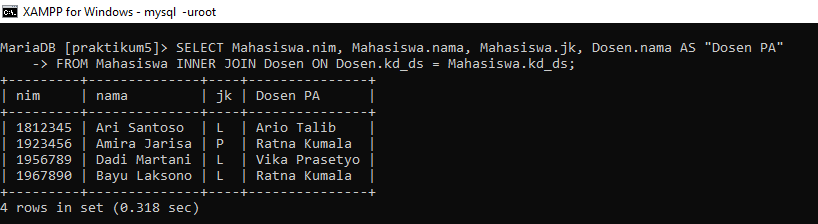 XAMPP for Windows - mysql -uroot
MariaDB [praktikum5]> SELECT Mahasiswa.nim, Mahasiswa.nama, Mahasiswa.jk, Dosen.nama AS "Dosen PA"
    -> FROM Mahasiswa INNER JOIN Dosen ON Dosen.kd_ds = Mahasiswa.kd_ds;
+---------+--------------+----+---------------+
| nim     | nama         | jk | Dosen PA      |
+---------+--------------+----+---------------+
| 1812345 | Ari Santoso  | L  | Ario Talib    |
| 1923456 | Amira Jarisa | P  | Ratna Kumala  |
| 1956789 | Dadi Martani | L  | Vika Prasetyo |
| 1967890 | Bayu Laksono | L  | Ratna Kumala  |
+---------+--------------+----+---------------+
4 rows in set (0.318 sec)